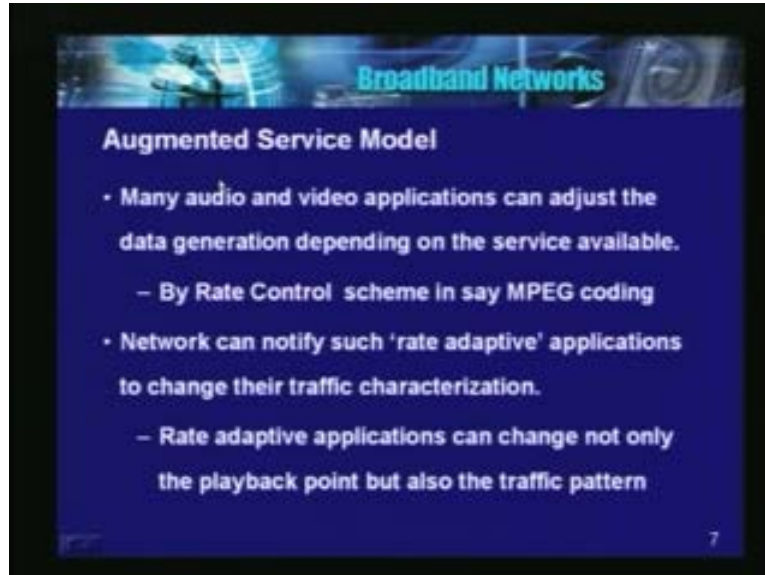 Broadband Networks
Augmented Service Model
• Many audio and video applications can adjust the
data generation depending on the service available.
– By Rate Control scheme in say MPEG coding
• Network can notify such 'rate adaptive' applications
to change their traffic characterization.
– Rate adaptive applications can change not only
the playback point but also the traffic pattern
7